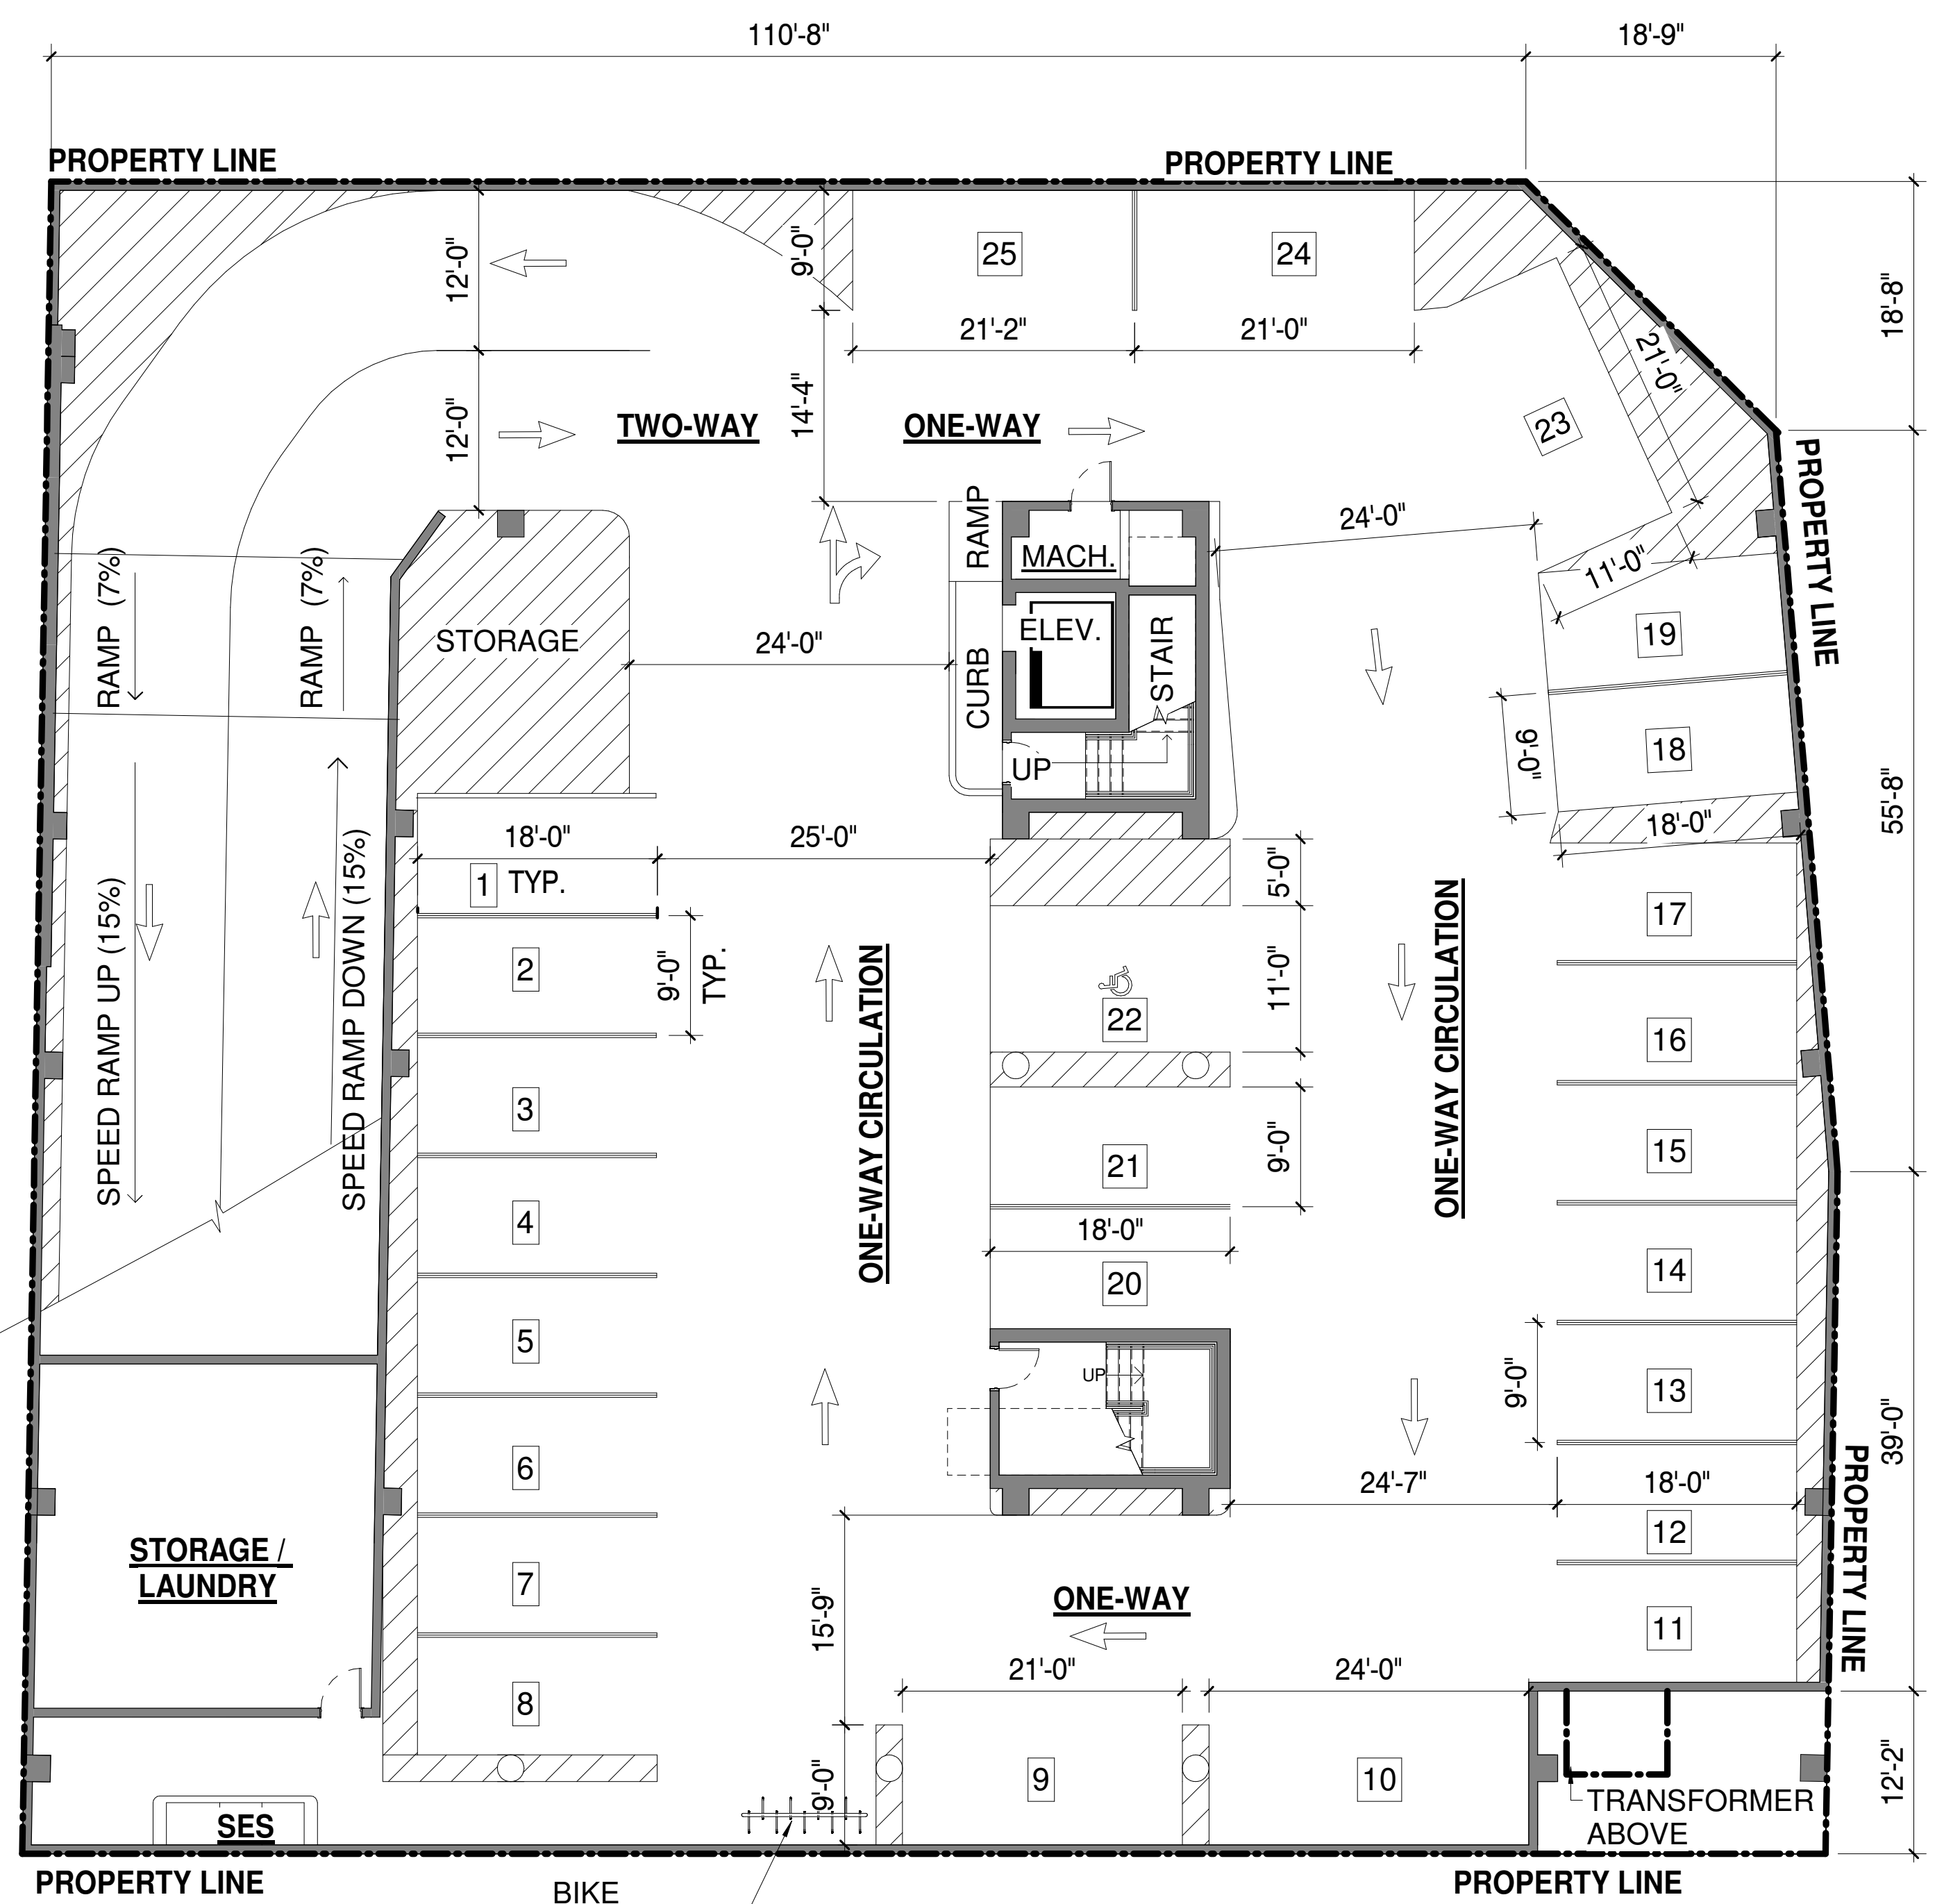 110'-8"
18'-9"
PROPERTY LINE
PROPERTY LINE
12'-0"
9'-0"
25
24
21'-2"
21'-0"
18'-8"
21'-0"
12'-0"
TWO-WAY
14'-4"
ONE-WAY
23
PROPERTY LINE
RAMP (7%)
RAMP (7%)
STORAGE
24'-0"
RAMP
CURB
MACH.
ELEV.
STAIR
UP
24'-0"
11'-0"
19
9'-0"
18
18'-0"
55'-8"
SPEED RAMP UP (15%)
SPEED RAMP DOWN (15%)
18'-0"
25'-0"
1
TYP.
2
9'-0"
TYP.
3
4
5
6
7
8
ONE-WAY CIRCULATION
5'-0"
11'-0"
22
9'-0"
21
18'-0"
20
UP
ONE-WAY CIRCULATION
17
16
15
14
9'-0"
13
24'-7"
18'-0"
12
11
39'-0"
PROPERTY LINE
STORAGE /
LAUNDRY
15'-9"
ONE-WAY
21'-0"
24'-0"
9'-0"
9
10
12'-2"
TRANSFORMER
ABOVE
SES
PROPERTY LINE
BIKE
PROPERTY LINE